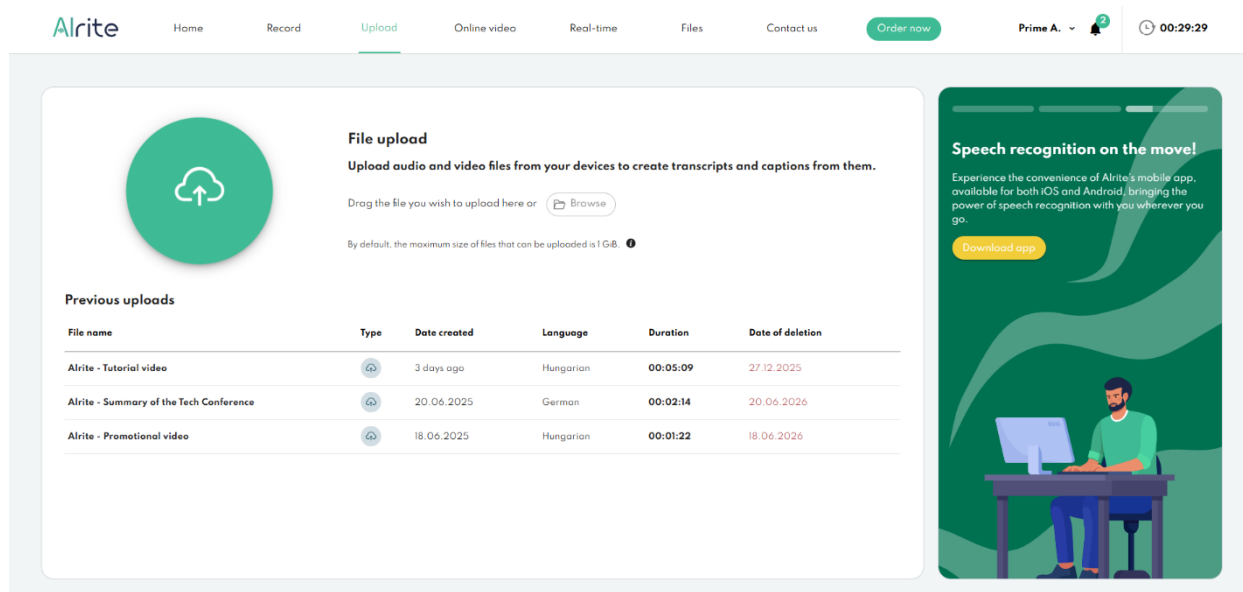 Alrite
Home Record Upload Online video Real-time Files Contact us Order now Prime A. 2 00:29:29
File upload
Upload audio and video files from your devices to create transcripts and captions from them.
Drag the file you wish to upload here or Browse
By default, the maximum size of files that can be uploaded is 1 GiB.
Previous uploads
File name Type Date created Language Duration Date of deletion
Alrite - Tutorial video 3 days ago Hungarian 00:05:09 27.12.2025
Alrite - Summary of the Tech Conference 20.06.2025 German 00:02:14 20.06.2026
Alrite - Promotional video 18.06.2025 Hungarian 00:01:22 18.06.2026
Speech recognition on the move!
Experience the convenience of Alrite's mobile app,
available for both iOS and Android, bringing the
power of speech recognition with you wherever you
go.
Download app